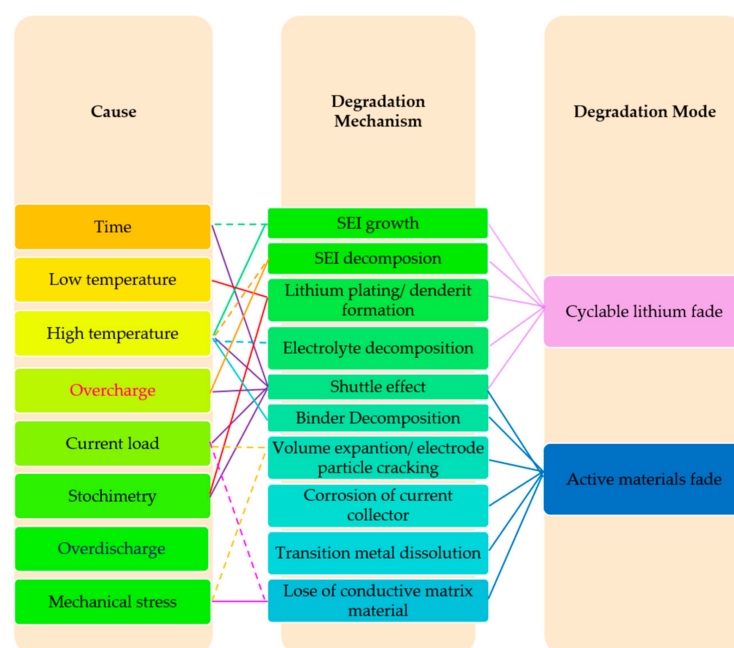 Cause
Degradation
Mechanism
Degradation Mode
Time
Low temperature
High temperature
Overcharge
Current load
Stochimetry
Overdischarge
Mechanical stress
SEI growth
SEI decomposion
Lithium plating/ denderit
formation
Electrolyte decomposition
Shuttle effect
Binder Decomposition
Volume expantion/ electrode
particle cracking
Corrosion of current
collector
Transition metal dissolution
Lose of conductive matrix
material
Cyclable lithium fade
Active materials fade